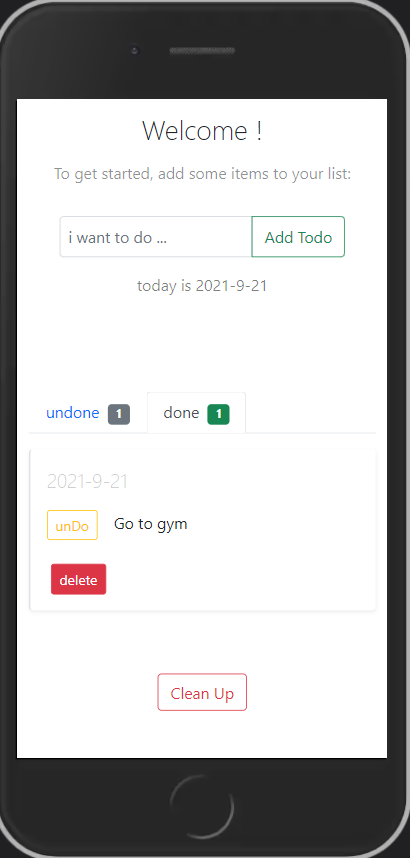 Welcome !
To get started, add some items to your list:
i want to do ... Add Todo
today is 2021-9-21
undone 1 done 1
2021-9-21
unDo Go to gym
delete
Clean Up